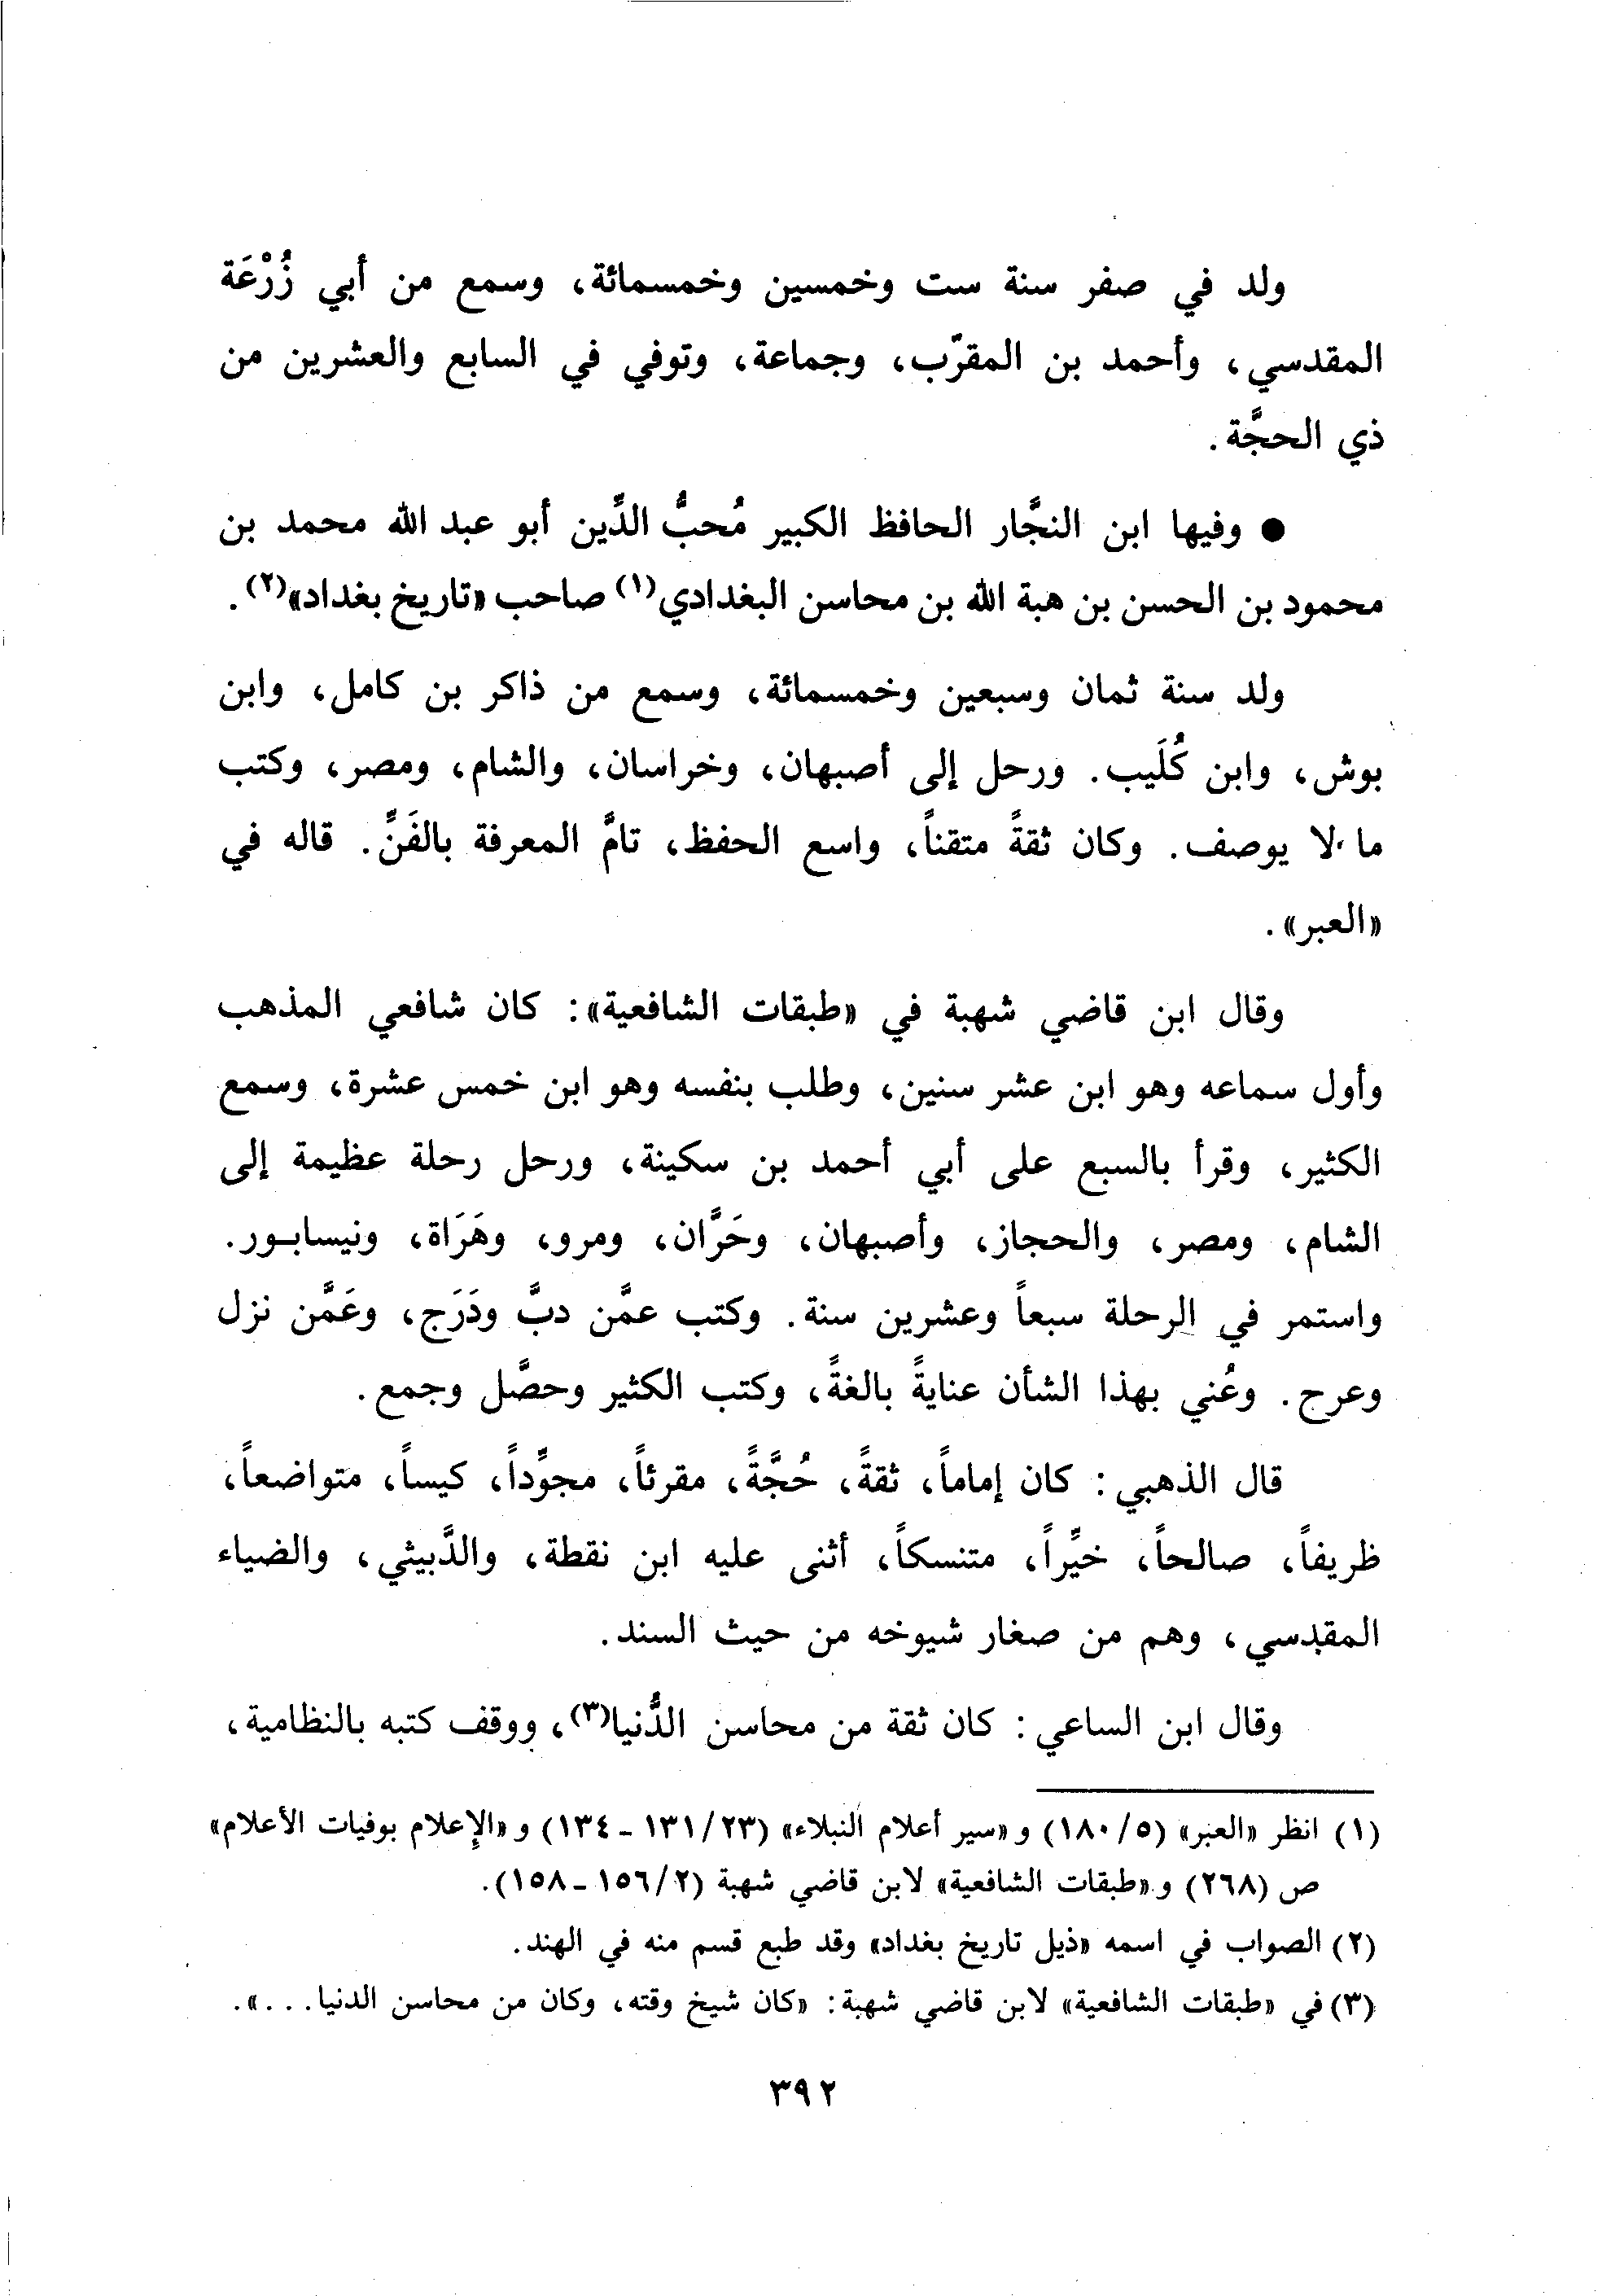 ولد في صفر سنة ست وخمسين وخمسمائة، وسمع من أبي زُرْعَة
المقدسي، وأحمد بن المقرّب، وجماعة، وتوفي في السابع والعشرين من
ذي الحجَّة.
● وفيها ابن النجَّار الحافظ الكبير مُحبُّ الدِّين أبو عبد الله محمد بن
محمود بن الحسن بن هبة الله بن محاسن البغدادي(١) صاحب «تاريخ بغداد»(٢).
ولد سنة ثمان وسبعين وخمسمائة، وسمع من ذاكر بن كامل، وابن
بوش، وابن كُلَيب. ورحل إلى أصبهان، وخراسان، والشام، ومصر، وكتب
ما لا يوصف. وكان ثقةً متقناً، واسع الحفظ، تامَّ المعرفة بالفَنِّ. قاله في
«العبر».
وقال ابن قاضي شهبة في «طبقات الشافعية»: كان شافعي المذهب
وأول سماعه وهو ابن عشر سنين، وطلب بنفسه وهو ابن خمس عشرة، وسمع
الكثير، وقرأ بالسبع على أبي أحمد بن سكينة، ورحل رحلة عظيمة إلى
الشام، ومصر، والحجاز، وأصبهان، وحَرَّان، ومرو، وهَرَاة، ونيسابـور.
واستمر في الرحلة سبعاً وعشرين سنة. وكتب عمَّن دبَّ ودَرَج، وعَمَّن نزل
وعرج. وعُني بهذا الشأن عنايةً بالغةً، وكتب الكثير وحصَّل وجمع.
قال الذهبي: كان إماماً، ثقةً، حُجَّةً، مقرئاً، مجوِّداً، كيساً، متواضعاً،
ظريفاً، صالحاً، خيِّراً، متنسكاً، أثنى عليه ابن نقطة، والدَّبيثي، والضياء
المقدسي، وهم من صغار شيوخه من حيث السند.
وقال ابن الساعي: كان ثقة من محاسن الدُّنيا(٣)، ووقف كتبه بالنظامية،
(١) انظر «العبر» (٥/١٨٠) و«سير أعلام النبلاء» (٢٣/١٣١ - ١٣٤) و«الإعلام بوفيات الأعلام»
ص (٢٦٨) و«طبقات الشافعية» لابن قاضي شهبة (٢/١٥٦ - ١٥٨).
(٢) الصواب في اسمه «ذيل تاريخ بغداد» وقد طبع قسم منه في الهند.
(٣) في «طبقات الشافعية» لابن قاضي شهبة: «كان شيخ وقته، وكان من محاسن الدنيا...».
٣٩٢